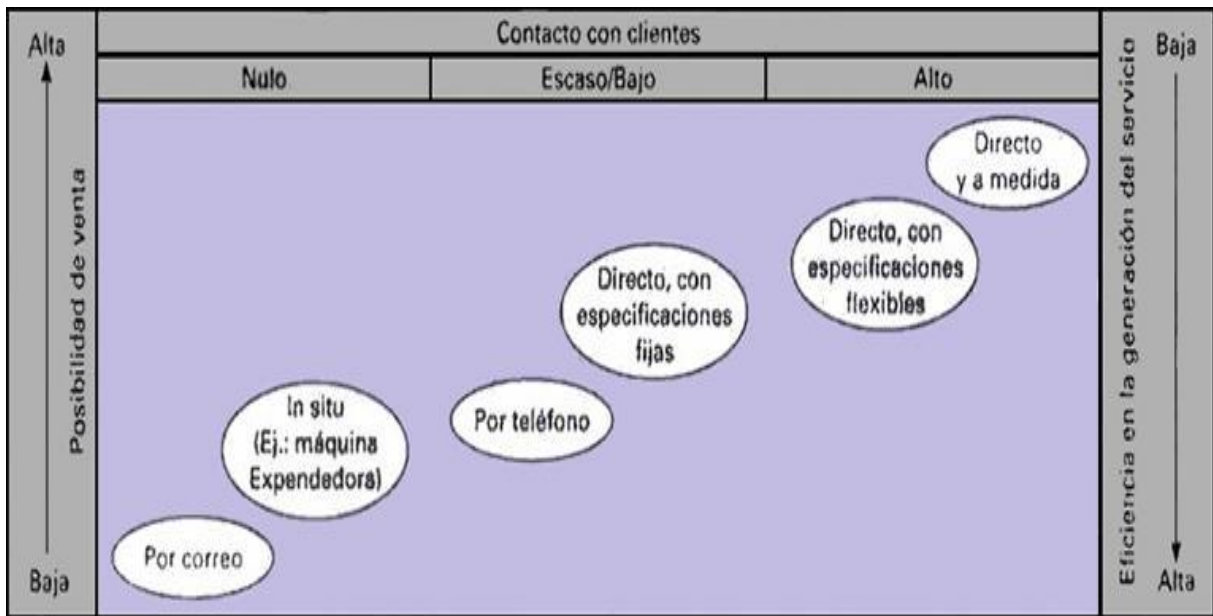 Contacto con clientes
Nulo
Escaso/Bajo
Alto
Alta
Posibilidad de venta
Baja
Directo
y a medida
Directo, con
especificaciones
flexibles
Directo, con
especificaciones
fijas
Por teléfono
In situ
(Ej.: máquina
Expendedora)
Por correo
Eficiencia en la generación del servicio
Baja
Alta